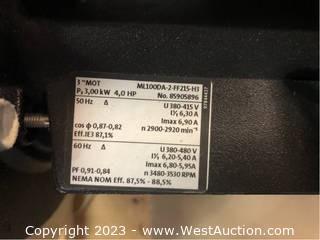 3~MOT ML100DA-2-FF215-H3
P₂ 3,00 kW 4,0 HP No. 85905896
50 Hz Δ U 380-415 V
I₁/₁ 6,30 A
Imax 6,90 A
cos φ 0,87-0,82 n 2900-2920 min⁻¹
Eff.IE3 87,1%
60 Hz Δ U 380-480 V
I₁/₁ 6,20-5,40 A
Imax 6,80-5,95A
PF 0,91-0,84 n 3480-3530 RPM
NEMA NOM Eff. 87,5% - 88,5%
Copyright 2023 - www.WestAuction.com